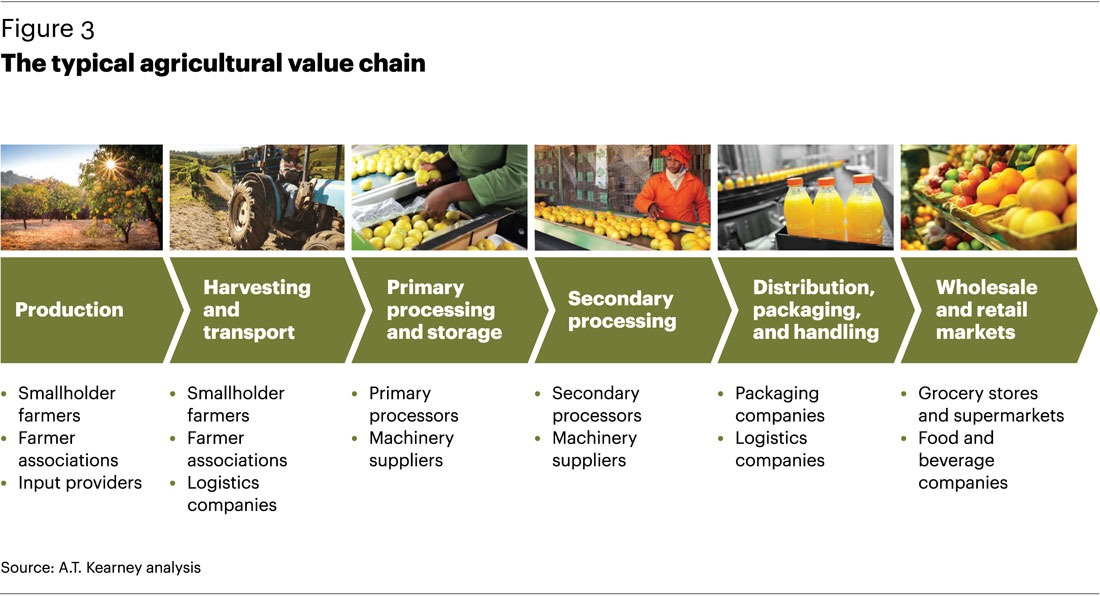 Figure 3
The typical agricultural value chain
Production
Harvesting
and
transport
Primary
processing
and storage
Secondary
processing
Distribution,
packaging,
and handling
Wholesale
and retail
markets
• Smallholder
farmers
• Farmer
associations
• Input providers
• Smallholder
farmers
• Farmer
associations
• Logistics
companies
• Primary
processors
• Machinery
suppliers
• Secondary
processors
• Machinery
suppliers
• Packaging
companies
• Logistics
companies
• Grocery stores
and supermarkets
• Food and
beverage
companies
Source: A.T. Kearney analysis